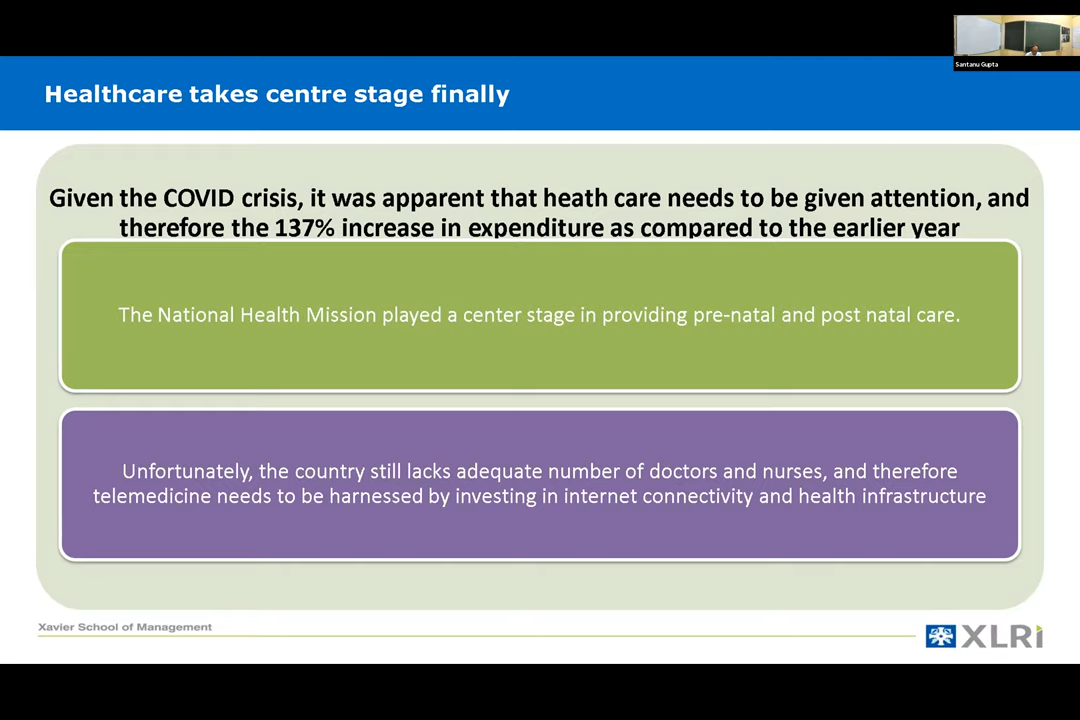 Santanu Gupta
Healthcare takes centre stage finally
Given the COVID crisis, it was apparent that heath care needs to be given attention, and
therefore the 137% increase in expenditure as compared to the earlier year
The National Health Mission played a center stage in providing pre-natal and post natal care.
Unfortunately, the country still lacks adequate number of doctors and nurses, and therefore
telemedicine needs to be harnessed by investing in internet connectivity and health infrastructure
Xavier School of Management
XLRi